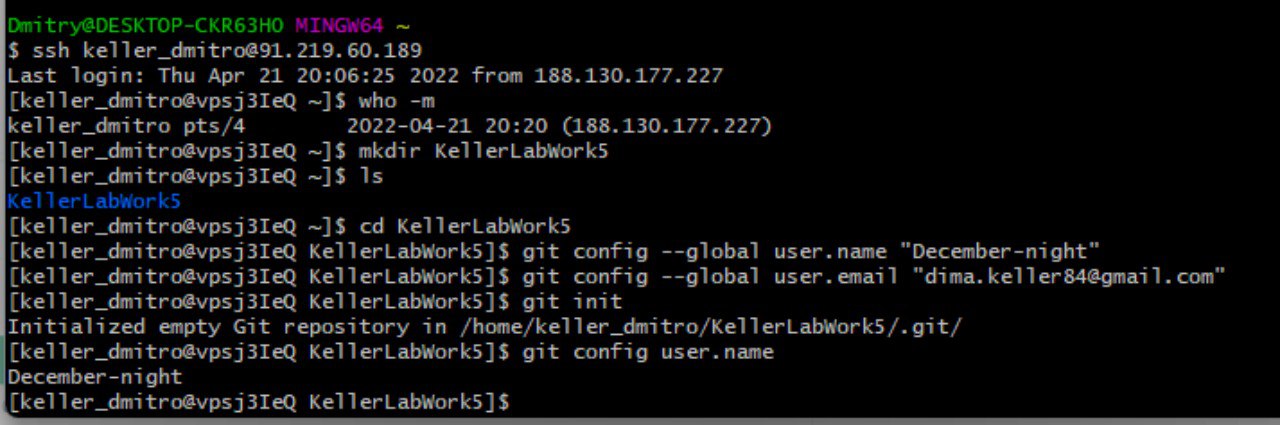 Dmitry@DESKTOP-CKR63HO MINGW64 ~
$ ssh keller_dmitro@91.219.60.189
Last login: Thu Apr 21 20:06:25 2022 from 188.130.177.227
[keller_dmitro@vpsj3IeQ ~]$ who -m
keller_dmitro pts/4        2022-04-21 20:20 (188.130.177.227)
[keller_dmitro@vpsj3IeQ ~]$ mkdir KellerLabWork5
[keller_dmitro@vpsj3IeQ ~]$ ls
KellerLabWork5
[keller_dmitro@vpsj3IeQ ~]$ cd KellerLabWork5
[keller_dmitro@vpsj3IeQ KellerLabWork5]$ git config --global user.name "December-night"
[keller_dmitro@vpsj3IeQ KellerLabWork5]$ git config --global user.email "dima.keller84@gmail.com"
[keller_dmitro@vpsj3IeQ KellerLabWork5]$ git init
Initialized empty Git repository in /home/keller_dmitro/KellerLabWork5/.git/
[keller_dmitro@vpsj3IeQ KellerLabWork5]$ git config user.name
December-night
[keller_dmitro@vpsj3IeQ KellerLabWork5]$